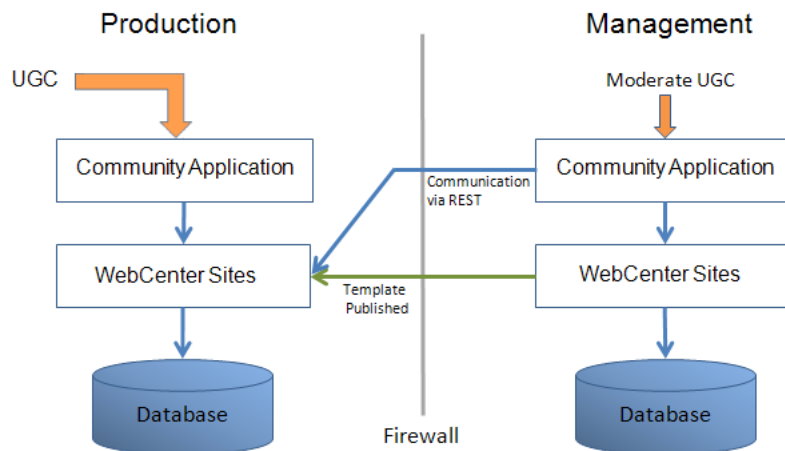 Production
Management
UGC
Moderate UGC
Community Application
Community Application
Communication
via REST
WebCenter Sites
WebCenter Sites
Template
Published
Database
Database
Firewall